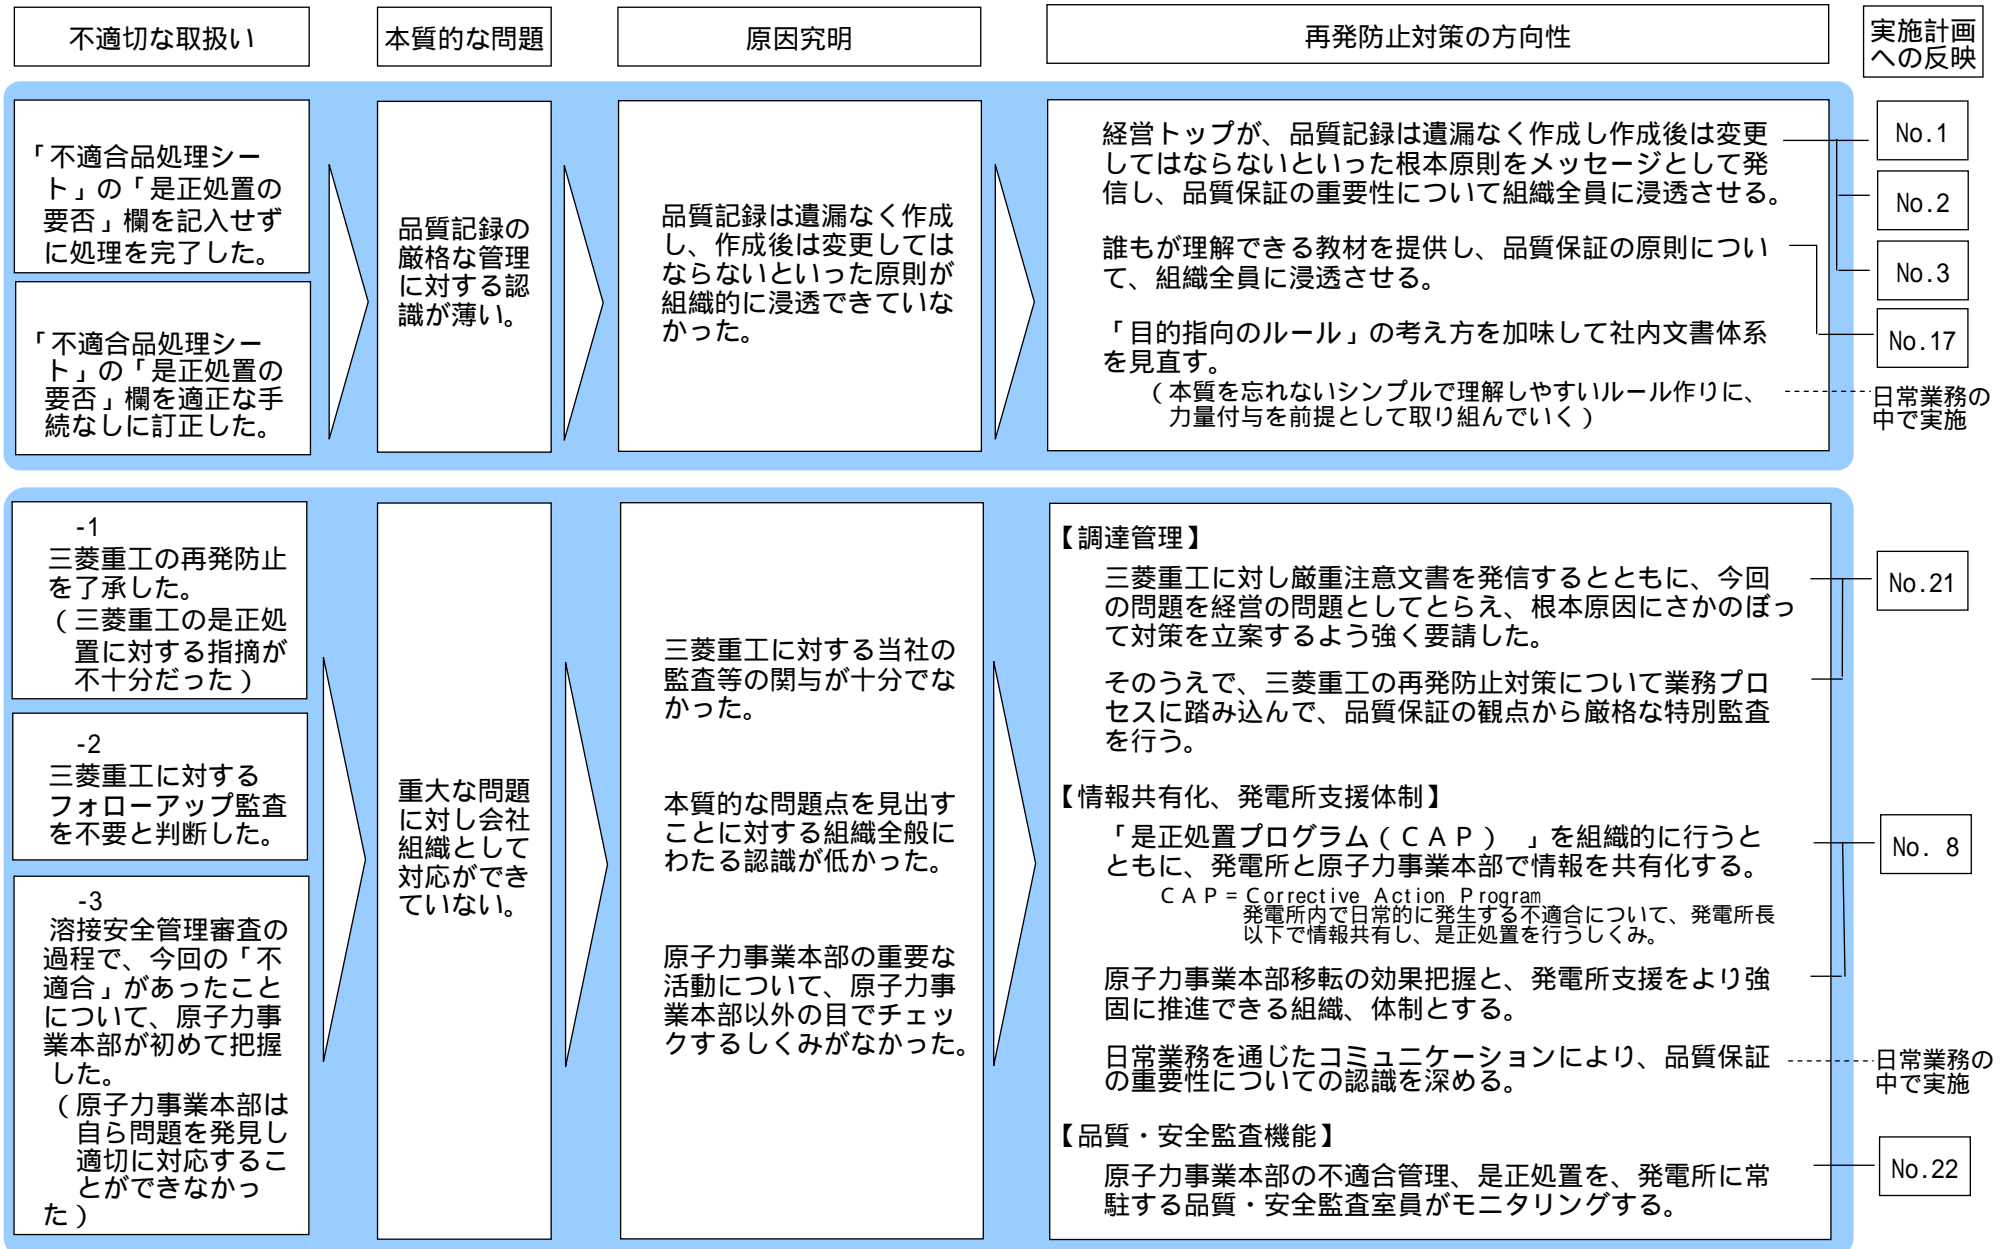 不適切な取扱い
本質的な問題
原因究明
再発防止対策の方向性
実施計画
への反映
「不適合品処理シー
ト」の「是正処置の
要否」欄を記入せず
に処理を完了した。
「不適合品処理シー
ト」の「是正処置の
要否」欄を適正な手
続なしに訂正した。
品質記録の
厳格な管理
に対する認
識が薄い。
品質記録は遺漏なく作成
し、作成後は変更しては
ならないといった原則が
組織的に浸透できていな
かった。
経営トップが、品質記録は遺漏なく作成し作成後は変更
してはならないといった根本原則をメッセージとして発
信し、品質保証の重要性について組織全員に浸透させる。
誰もが理解できる教材を提供し、品質保証の原則につい
て、組織全員に浸透させる。
「目的指向のルール」の考え方を加味して社内文書体系
を見直す。
(本質を忘れないシンプルで理解しやすいルール作りに、
力量付与を前提として取り組んでいく)
No.1
No.2
No.3
No.17
日常業務の
中で実施
-1
三菱重工の再発防止
を了承した。
(三菱重工の是正処
置に対する指摘が
不十分だった)
-2
三菱重工に対する
フォローアップ監査
を不要と判断した。
-3
溶接安全管理審査の
過程で、今回の「不
適合」があったこと
について、原子力事
業本部が初めて把握
した。
(原子力事業本部は
自ら問題を発見し
適切に対応するこ
とができなかっ
た)
重大な問題
に対し会社
組織として
対応ができ
ていない。
三菱重工に対する当社の
監査等の関与が十分でな
かった。
本質的な問題点を見出す
ことに対する組織全般に
わたる認識が低かった。
原子力事業本部の重要な
活動について、原子力事
業本部以外の目でチェッ
クするしくみがなかった。
【調達管理】
三菱重工に対し厳重注意文書を発信するとともに、今回
の問題を経営の問題としてとらえ、根本原因にさかのぼっ
て対策を立案するよう強く要請した。
そのうえで、三菱重工の再発防止対策について業務プロ
セスに踏み込んで、品質保証の観点から厳格な特別監査
を行う。
【情報共有化、発電所支援体制】
「是正処置プログラム(CAP) 」を組織的に行うと
ともに、発電所と原子力事業本部で情報を共有化する。
CAP=Corrective Action Program
発電所内で日常的に発生する不適合について、発電所長
以下で情報共有し、是正処置を行うしくみ。
原子力事業本部移転の効果把握と、発電所支援をより強
固に推進できる組織、体制とする。
日常業務を通じたコミュニケーションにより、品質保証
の重要性についての認識を深める。
【品質・安全監査機能】
原子力事業本部の不適合管理、是正処置を、発電所に常
駐する品質・安全監査室員がモニタリングする。
No.21
No. 8
日常業務の
中で実施
No.22